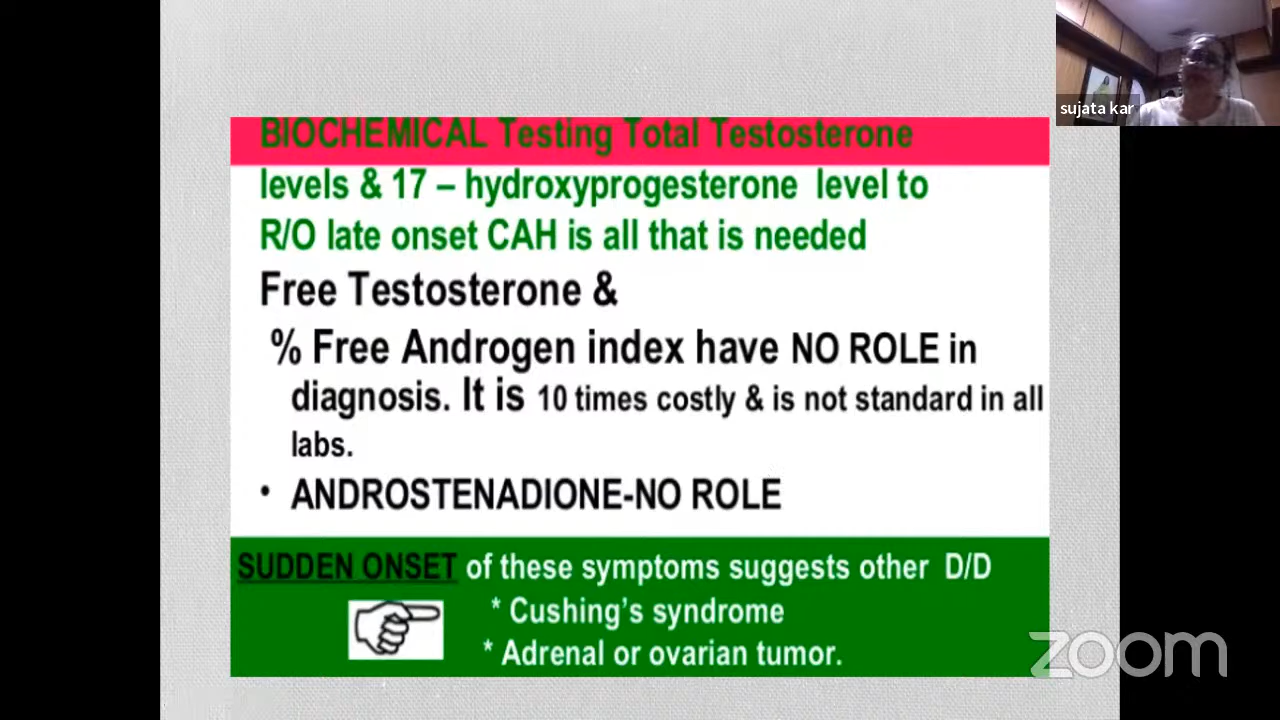 BIOCHEMICAL Testing Total Testosterone
levels & 17 – hydroxyprogesterone level to
R/O late onset CAH is all that is needed
Free Testosterone &
% Free Androgen index have NO ROLE in
diagnosis. It is 10 times costly & is not standard in all
labs.
• ANDROSTENADIONE-NO ROLE
SUDDEN ONSET of these symptoms suggests other D/D
* Cushing’s syndrome
* Adrenal or ovarian tumor.
sujata kar
zoom